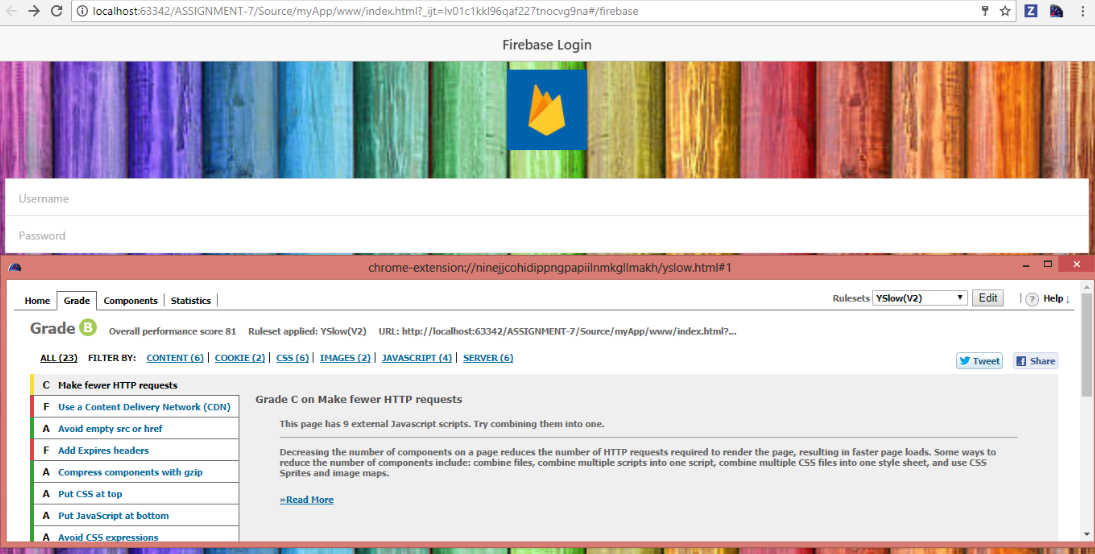 localhost:63342/ASSIGNMENT-7/Source/myApp/www/index.html?_ijt=lv01c1kkl96qaf227tnocvg9na#/firebase
Z
Firebase Login
Username
Password
chrome-extension://ninejjcohidippngpapiilnmkgllmakh/yslow.html#1
Home Grade Components Statistics Rulesets YSlow(V2) Edit ? Help ↓
Grade B Overall performance score 81 Ruleset applied: YSlow(V2) URL: http://localhost:63342/ASSIGNMENT-7/Source/myApp/www/index.html?...
ALL (23) FILTER BY: CONTENT (6) | COOKIE (2) | CSS (6) | IMAGES (2) | JAVASCRIPT (4) | SERVER (6)
Tweet f Share
C Make fewer HTTP requests
F Use a Content Delivery Network (CDN)
A Avoid empty src or href
F Add Expires headers
A Compress components with gzip
A Put CSS at top
A Put JavaScript at bottom
A Avoid CSS expressions
Grade C on Make fewer HTTP requests
This page has 9 external Javascript scripts. Try combining them into one.
Decreasing the number of components on a page reduces the number of HTTP requests required to render the page, resulting in faster page loads. Some ways to
reduce the number of components include: combine files, combine multiple scripts into one script, combine multiple CSS files into one style sheet, and use CSS
Sprites and image maps.
»Read More